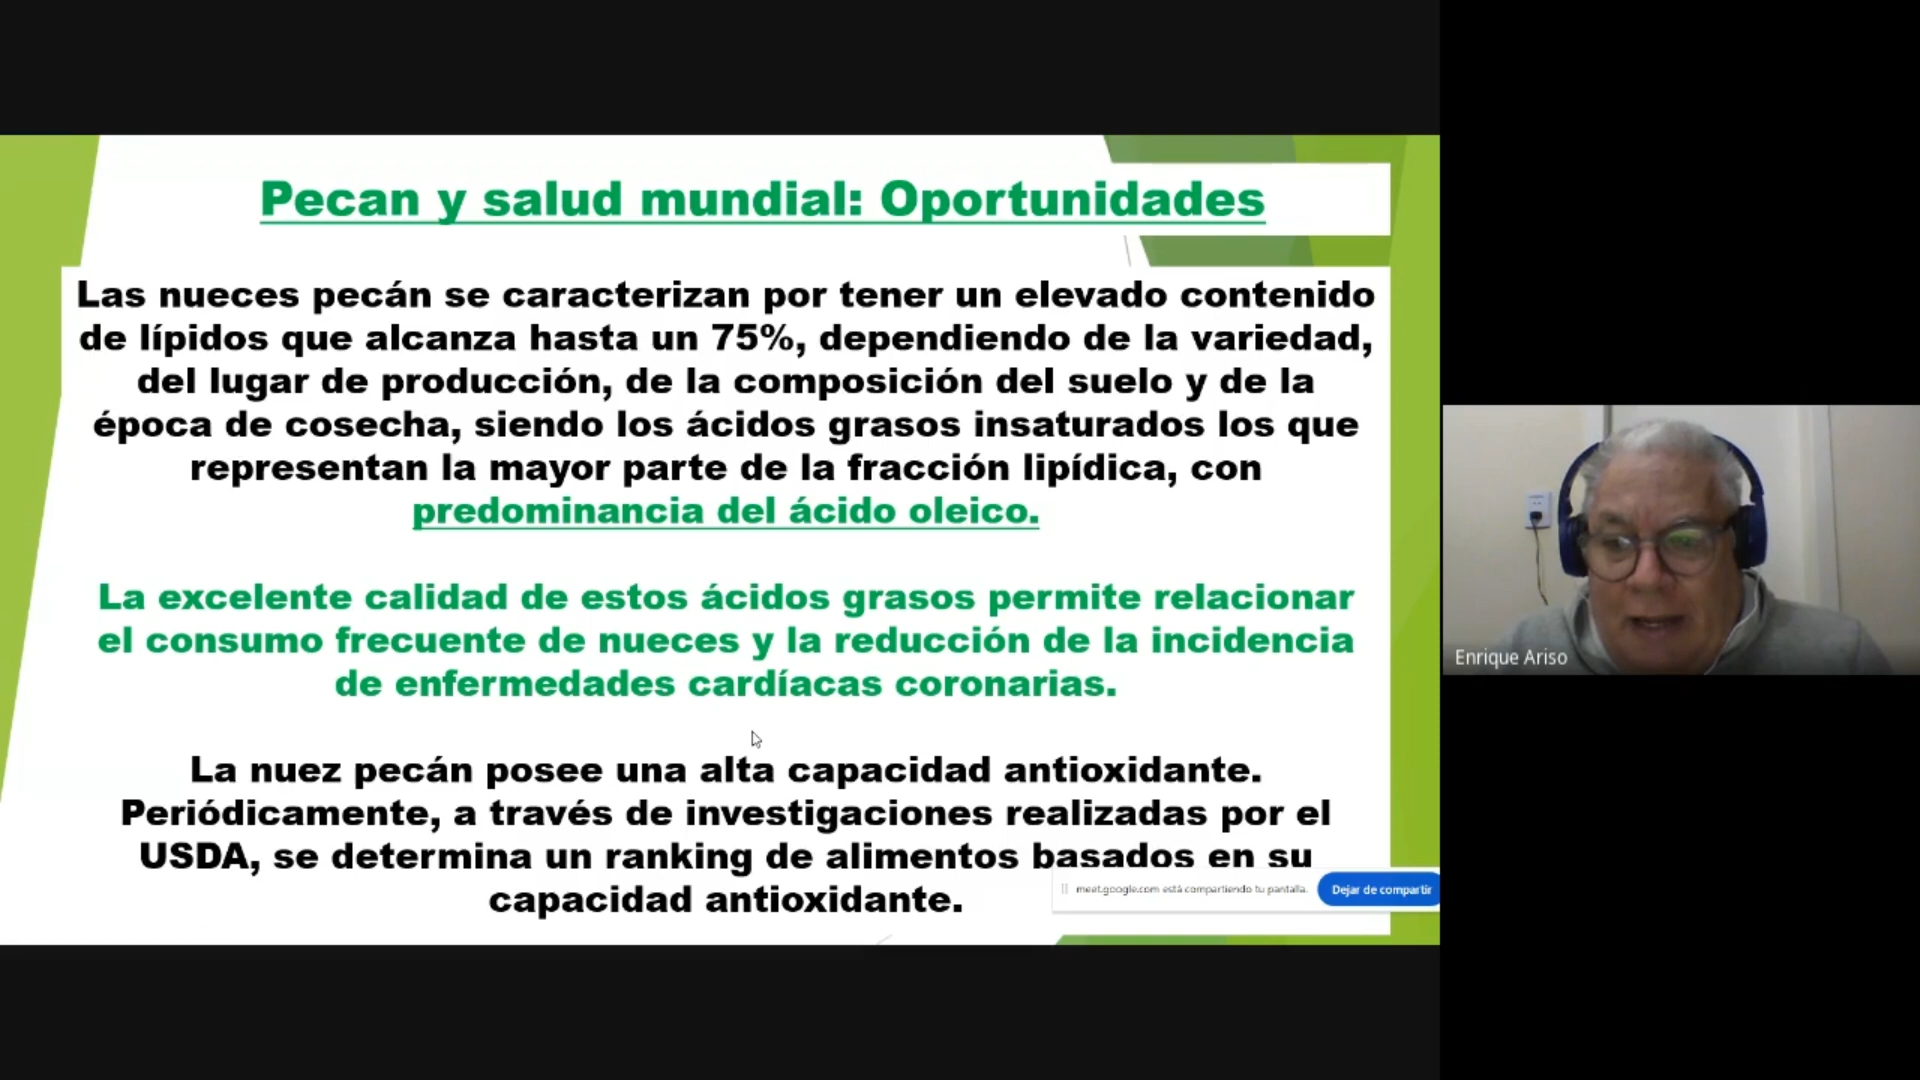 Pecan y salud mundial: Oportunidades
Las nueces pecán se caracterizan por tener un elevado contenido
de lípidos que alcanza hasta un 75%, dependiendo de la variedad,
del lugar de producción, de la composición del suelo y de la
época de cosecha, siendo los ácidos grasos insaturados los que
representan la mayor parte de la fracción lipídica, con
predominancia del ácido oleico.
La excelente calidad de estos ácidos grasos permite relacionar
el consumo frecuente de nueces y la reducción de la incidencia
de enfermedades cardíacas coronarias.
La nuez pecán posee una alta capacidad antioxidante.
Periódicamente, a través de investigaciones realizadas por el
USDA, se determina un ranking de alimentos basados en su
capacidad antioxidante.
meet.google.com está compartiendo tu pantalla.
Dejar de compartir
Enrique Ariso